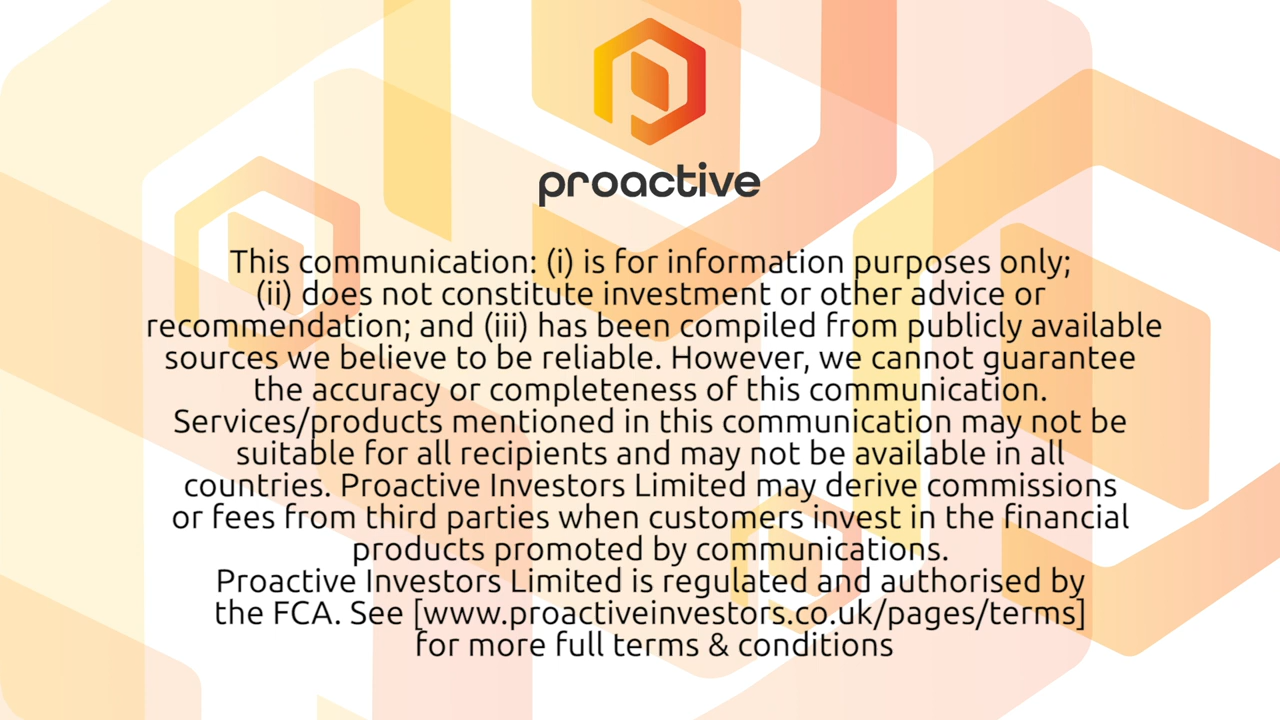 proactive
This communication: (i) is for information purposes only;
(ii) does not constitute investment or other advice or
recommendation; and (iii) has been compiled from publicly available
sources we believe to be reliable. However, we cannot guarantee
the accuracy or completeness of this communication.
Services/products mentioned in this communication may not be
suitable for all recipients and may not be available in all
countries. Proactive Investors Limited may derive commissions
or fees from third parties when customers invest in the financial
products promoted by communications.
Proactive Investors Limited is regulated and authorised by
the FCA. See [www.proactiveinvestors.co.uk/pages/terms]
for more full terms & conditions